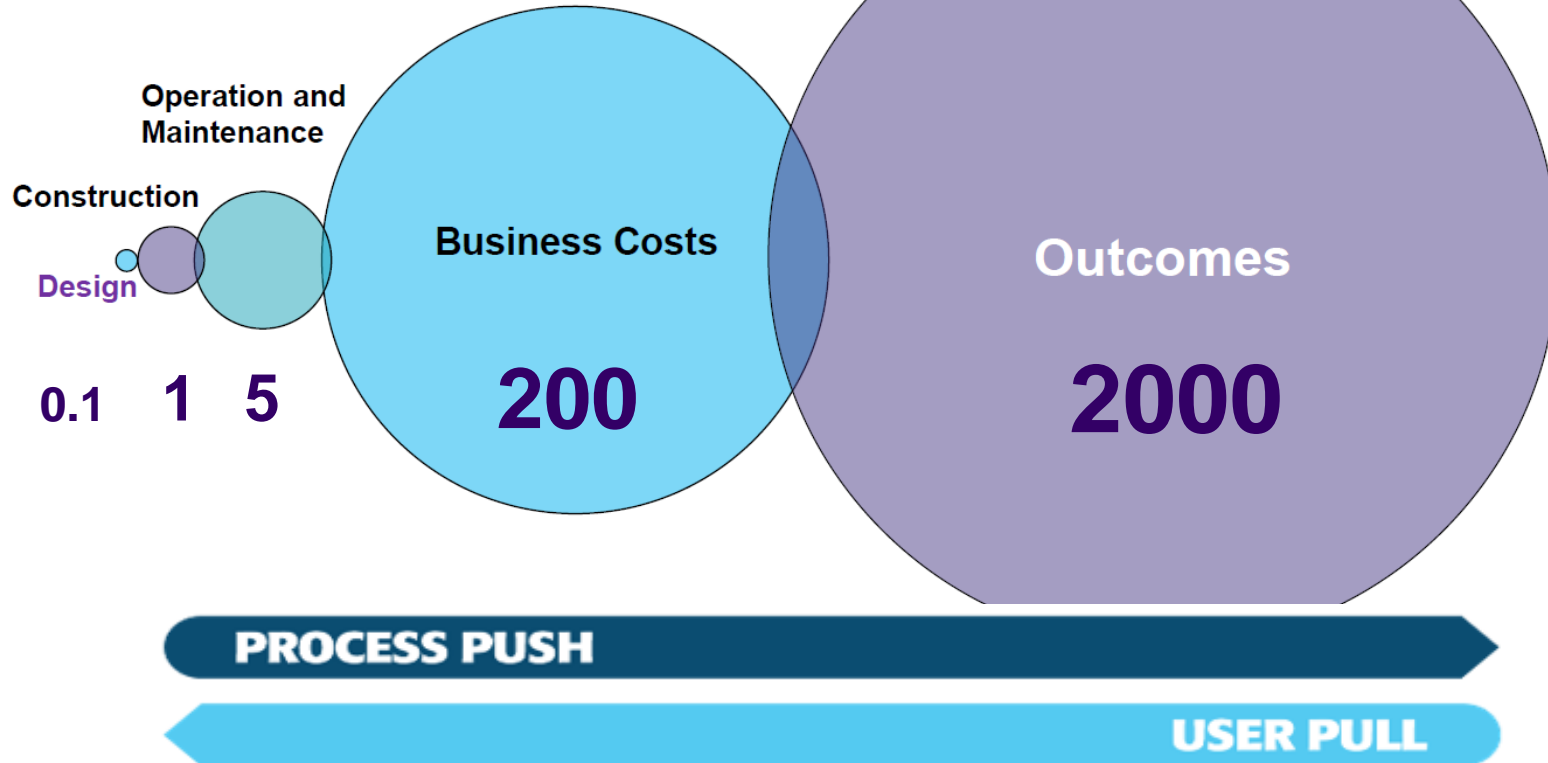 Operation and
Maintenance
Construction
Design
Business Costs
Outcomes
0.1 1 5 200 2000
PROCESS PUSH
USER PULL